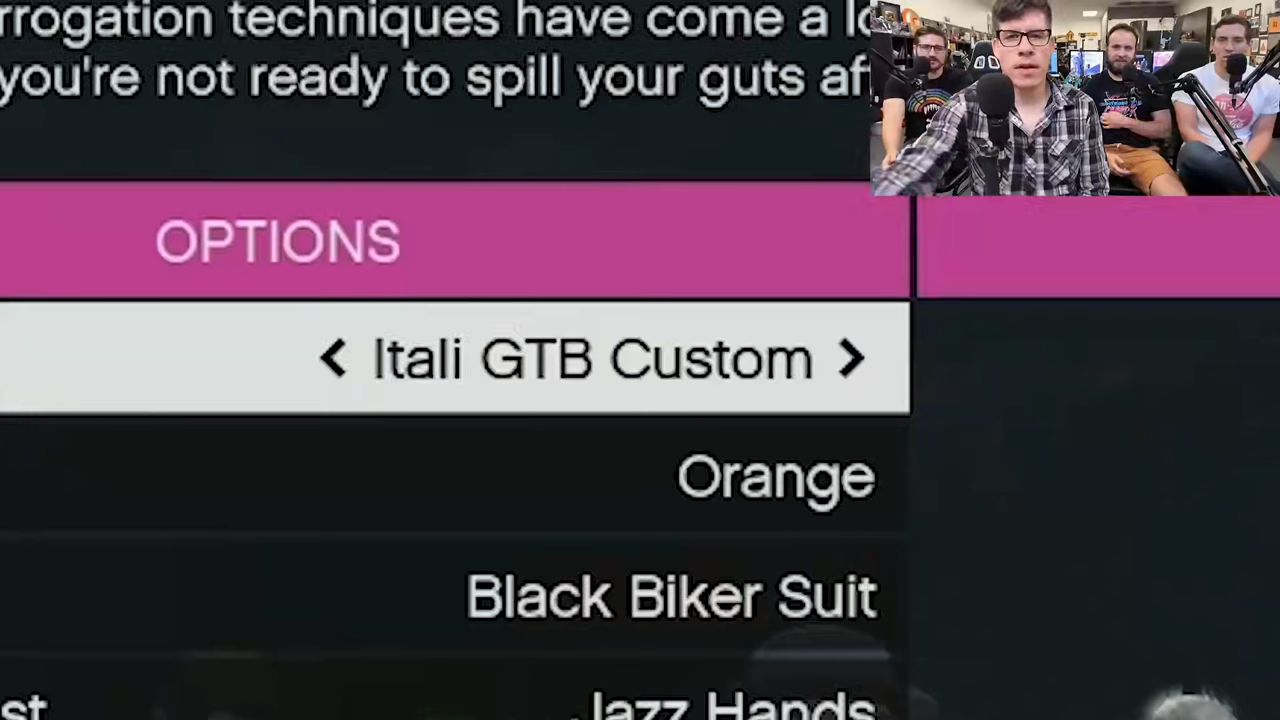 rrogation techniques have come a lo
you're not ready to spill your guts af
OPTIONS
< Itali GTB Custom >
Orange
Black Biker Suit
st
Jazz Hands